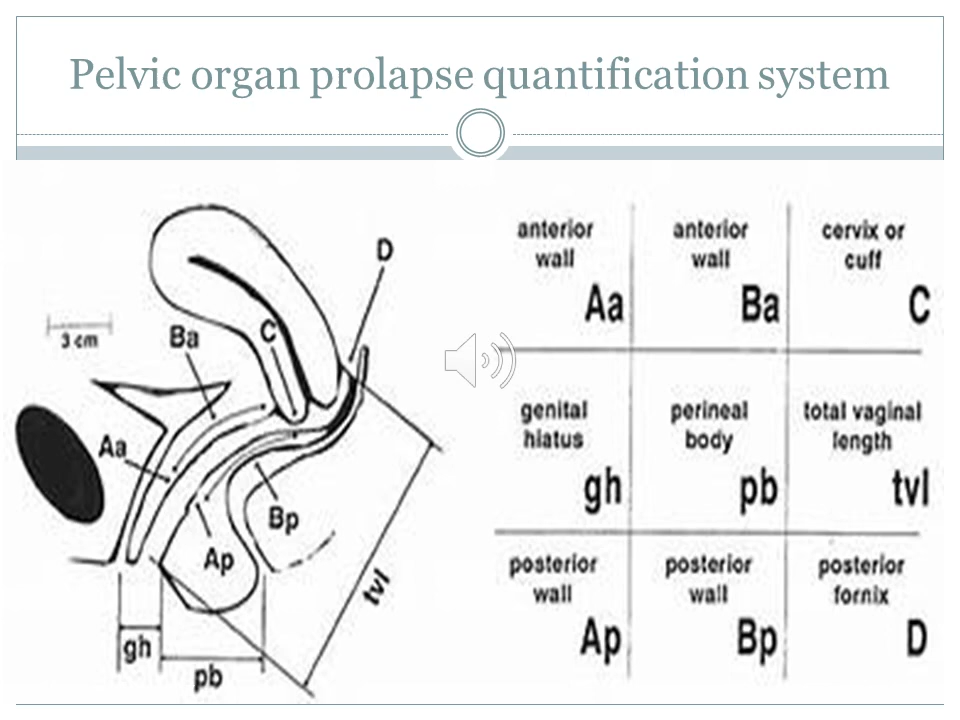 Pelvic organ prolapse quantification system
D
3 cm
Ba
C
Aa
Bp
Ap
tvl
gh
pb
anterior
wall
Aa
anterior
wall
Ba
cervix or
cuff
C
genital
hiatus
gh
perineal
body
pb
total vaginal
length
tvl
posterior
wall
Ap
posterior
wall
Bp
posterior
fornix
D